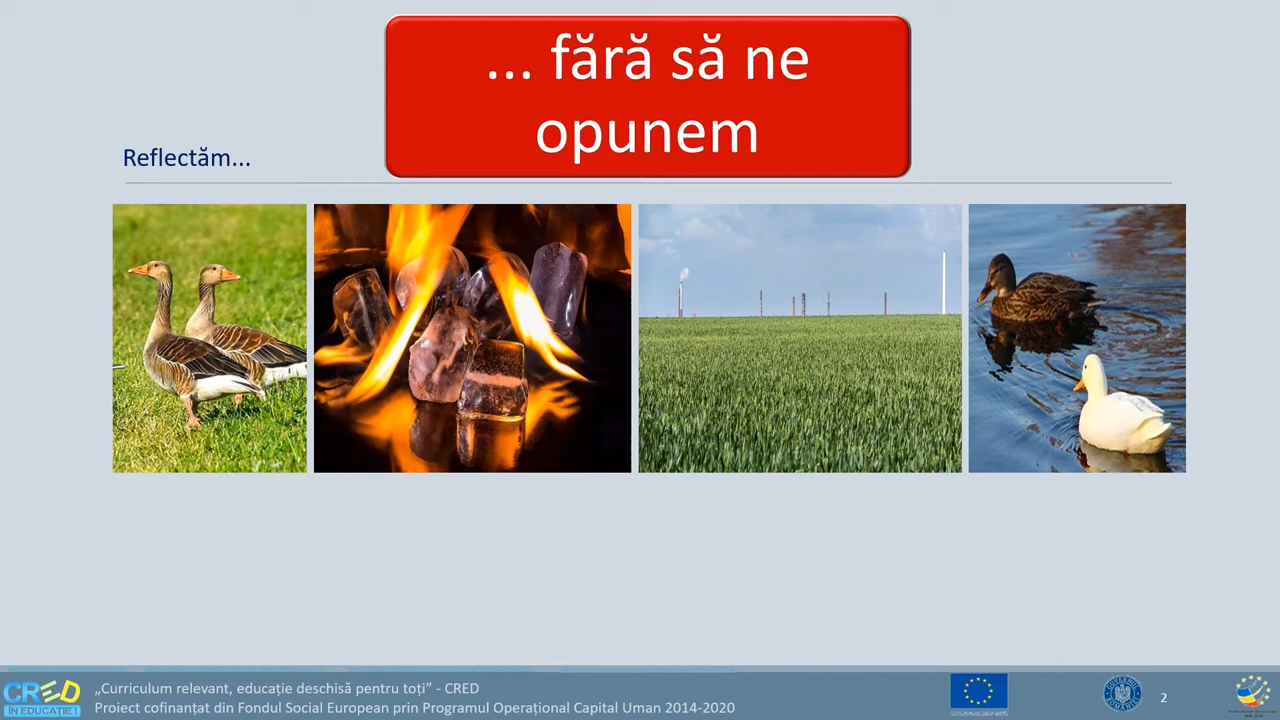 ... fără să ne
opunem
Reflectăm...
CRED
ÎN EDUCAȚIE !
„Curriculum relevant, educație deschisă pentru toți” - CRED
Proiect cofinanțat din Fondul Social European prin Programul Operațional Capital Uman 2014-2020
2